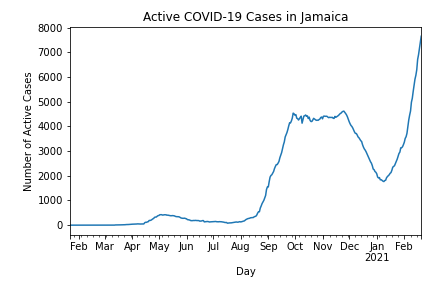 Active COVID-19 Cases in Jamaica
Number of Active Cases
8000
7000
6000
5000
4000
3000
2000
1000
0
Feb Mar Apr May Jun Jul Aug Sep Oct Nov Dec Jan Feb
2021
Day